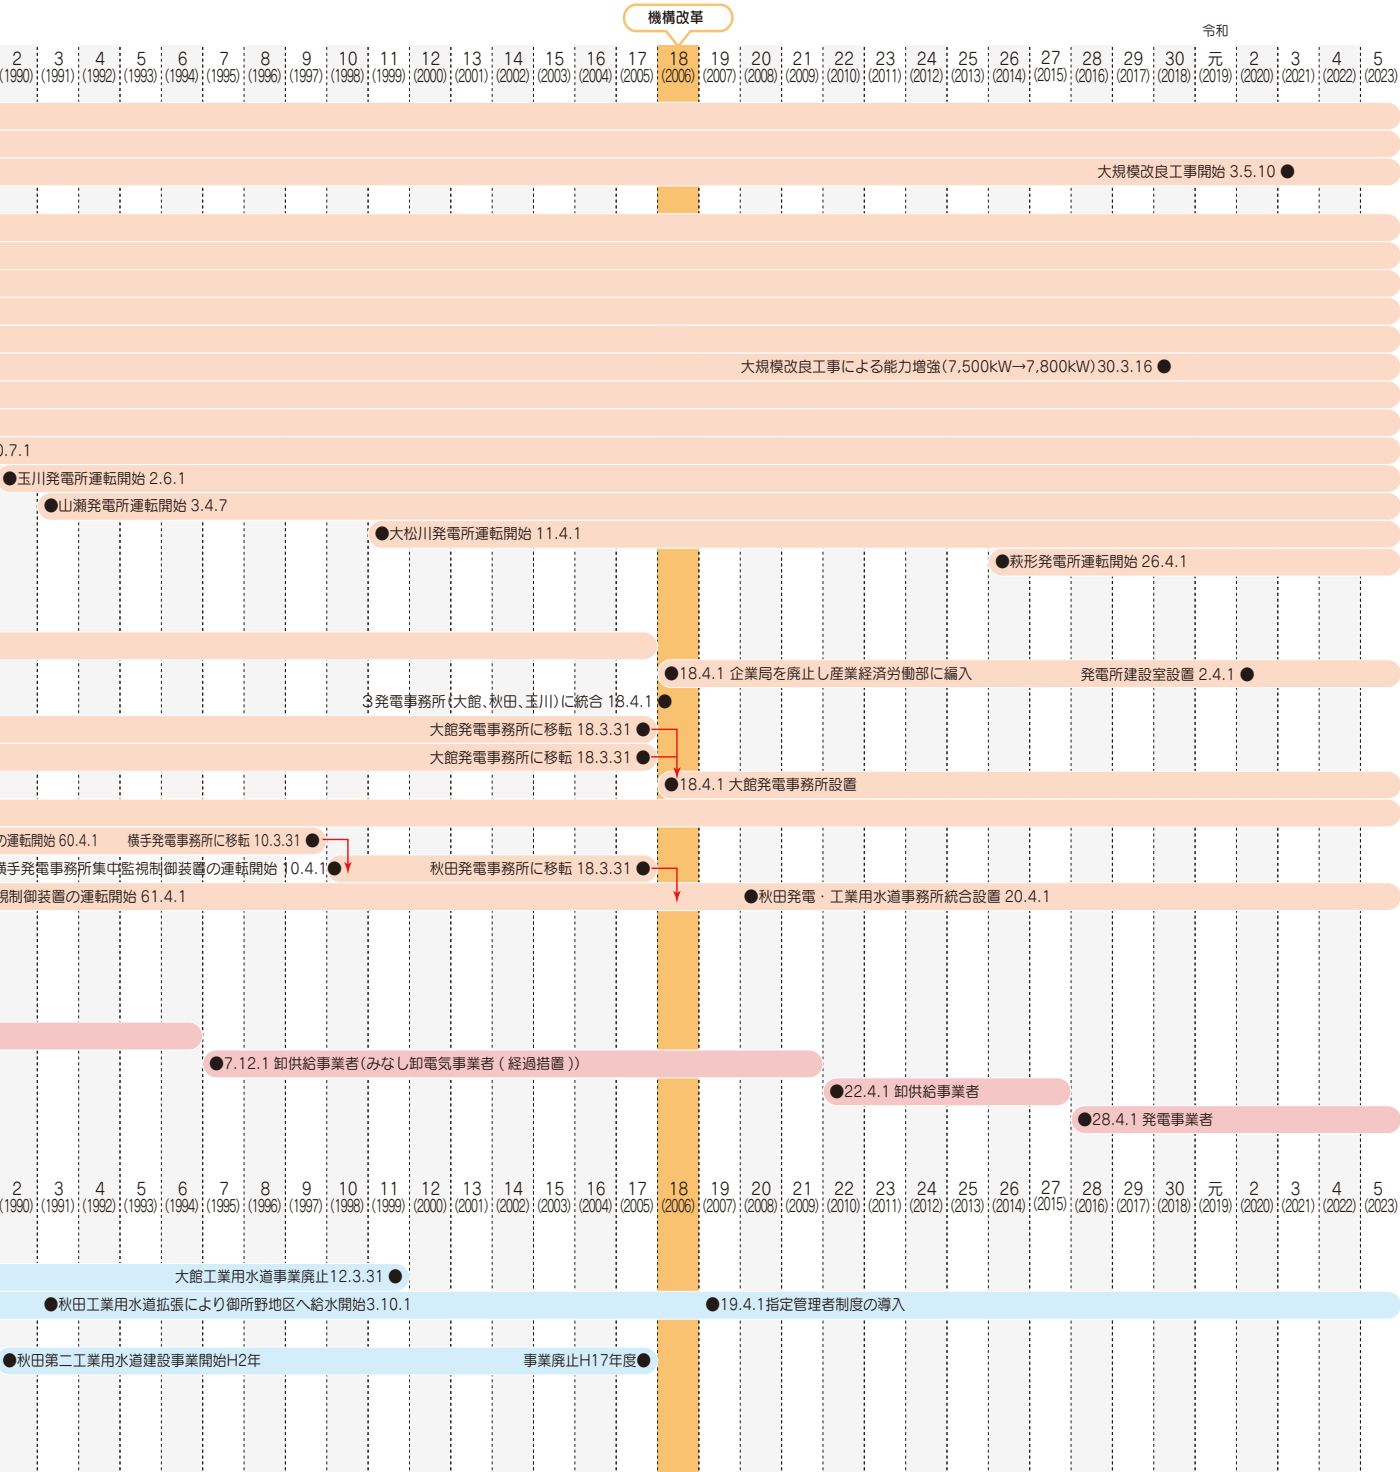 機構改革
令和
2 3 4 5 6 7 8 9 10 11 12 13 14 15 16 17 18 19 20 21 22 23 24 25 26 27 28 29 30 元 2 3 4 5
(1990) (1991) (1992) (1993) (1994) (1995) (1996) (1997) (1998) (1999) (2000) (2001) (2002) (2003) (2004) (2005) (2006) (2007) (2008) (2009) (2010) (2011) (2012) (2013) (2014) (2015) (2016) (2017) (2018) (2019) (2020) (2021) (2022) (2023)
大規模改良工事開始 3.5.10 ●
大規模改良工事による能力増強(7,500kW→7,800kW)30.3.16 ●
0.7.1
●玉川発電所運転開始 2.6.1
●山瀬発電所運転開始 3.4.7
●大松川発電所運転開始 11.4.1
●萩形発電所運転開始 26.4.1
●18.4.1 企業局を廃止し産業経済労働部に編入 発電所建設室設置 2.4.1 ●
3発電事務所(大館、秋田、玉川)に統合 18.4.1 ●
大館発電事務所に移転 18.3.31 ●
大館発電事務所に移転 18.3.31 ●
●18.4.1 大館発電事務所設置
の運転開始 60.4.1 横手発電事務所に移転 10.3.31 ●
横手発電事務所集中監視制御装置の運転開始 10.4.1● 秋田発電事務所に移転 18.3.31 ●
視制御装置の運転開始 61.4.1 ●秋田発電・工業用水道事務所統合設置 20.4.1
●7.12.1 卸供給事業者(みなし卸電気事業者 ( 経過措置 ))
●22.4.1 卸供給事業者
●28.4.1 発電事業者
2 3 4 5 6 7 8 9 10 11 12 13 14 15 16 17 18 19 20 21 22 23 24 25 26 27 28 29 30 元 2 3 4 5
(1990) (1991) (1992) (1993) (1994) (1995) (1996) (1997) (1998) (1999) (2000) (2001) (2002) (2003) (2004) (2005) (2006) (2007) (2008) (2009) (2010) (2011) (2012) (2013) (2014) (2015) (2016) (2017) (2018) (2019) (2020) (2021) (2022) (2023)
大館工業用水道事業廃止12.3.31 ●
●秋田工業用水道拡張により御所野地区へ給水開始3.10.1 ●19.4.1指定管理者制度の導入
●秋田第二工業用水道建設事業開始H2年 事業廃止H17年度●